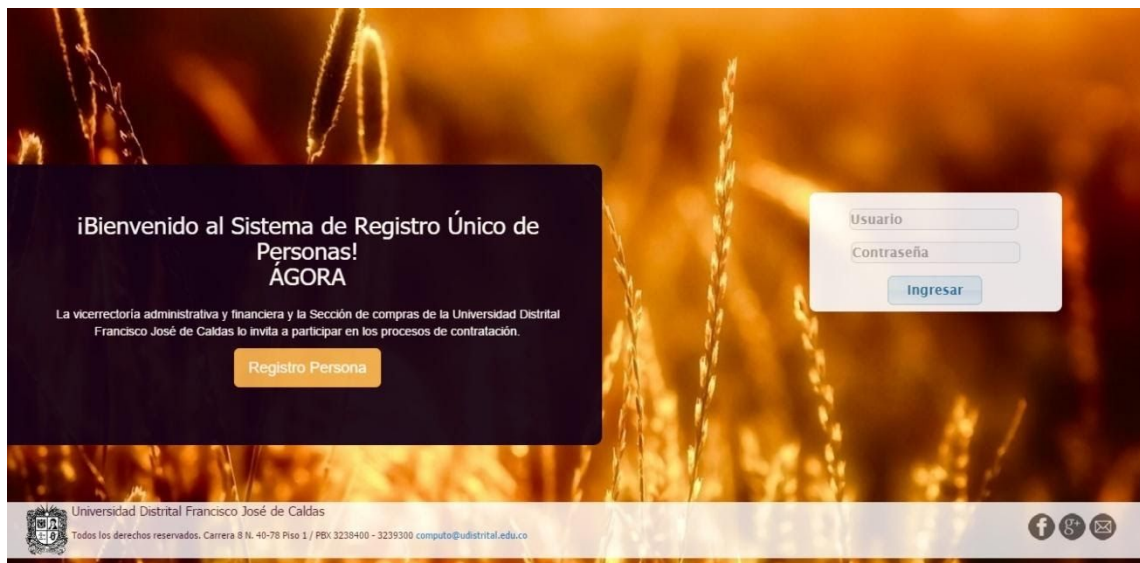 ¡Bienvenido al Sistema de Registro Único de
Personas!
ÁGORA
La vicerrectoría administrativa y financiera y la Sección de compras de la Universidad Distrital
Francisco José de Caldas lo invita a participar en los procesos de contratación.
Registro Persona
Usuario
Contraseña
Ingresar
Universidad Distrital Francisco José de Caldas
Todos los derechos reservados. Carrera 8 N. 40-78 Piso 1 / PBX 3238400 - 3239300 computo@udistrital.edu.co